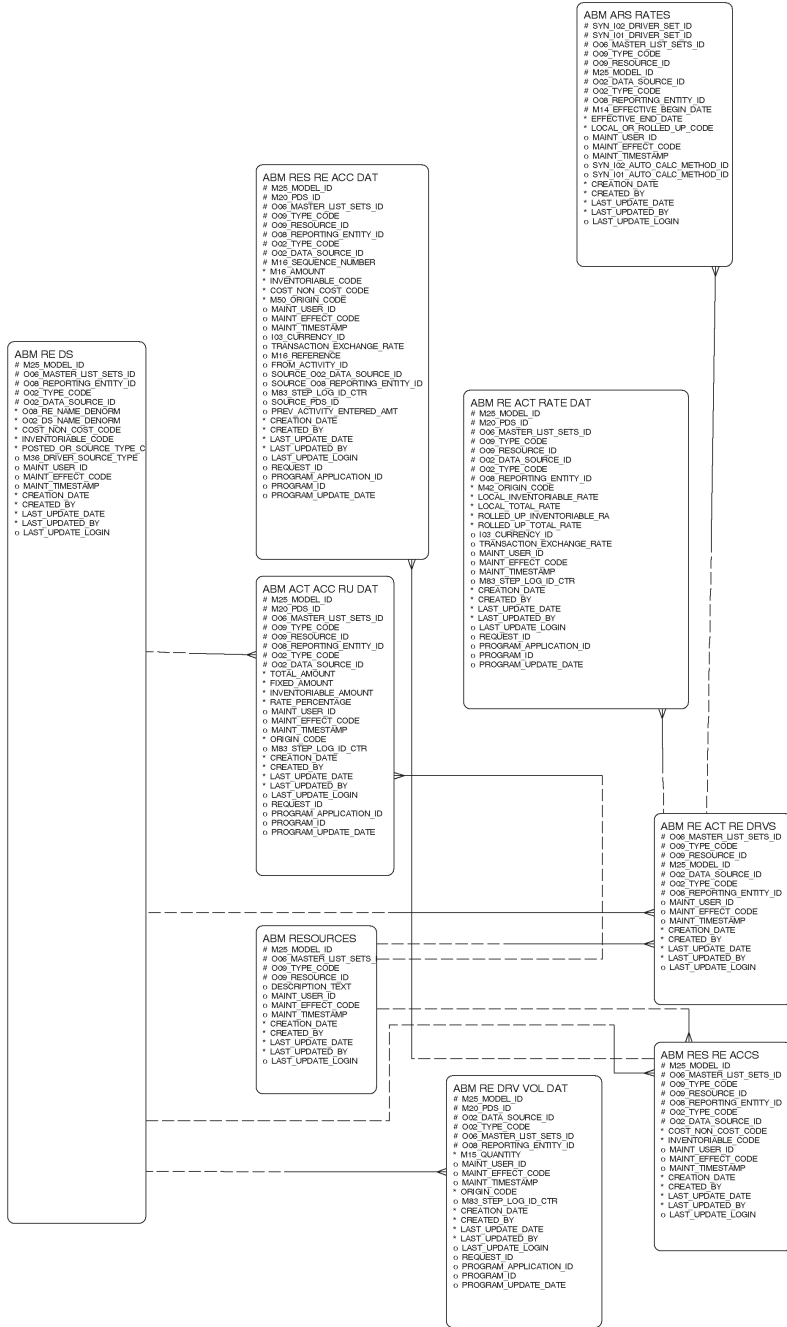 ABM ARS RATES
# SYN_I02_DRIVER_SET_ID
# SYN_I01_DRIVER_SET_ID
# O06_MASTER_LIST_SETS_ID
# O09_TYPE_CODE
# O09_RESOURCE_ID
# M25_MODEL_ID
# O02_DATA_SOURCE_ID
# O02_TYPE_CODE
# O08_REPORTING_ENTITY_ID
# M14_EFFECTIVE_BEGIN_DATE
* EFFECTIVE_END_DATE
* LOCAL_OR_ROLLED_UP_CODE
o MAINT_USER_ID
o MAINT_EFFECT_CODE
o MAINT_TIMESTAMP
o SYN_I02_AUTO_CALC_METHOD_ID
o SYN_I01_AUTO_CALC_METHOD_ID
* CREATION_DATE
* CREATED_BY
* LAST_UPDATE_DATE
* LAST_UPDATED_BY
o LAST_UPDATE_LOGIN
ABM RES RE ACC DAT
# M25_MODEL_ID
# M20_PDS_ID
# O06_MASTER_LIST_SETS_ID
# O09_TYPE_CODE
# O09_RESOURCE_ID
# O08_REPORTING_ENTITY_ID
# O02_TYPE_CODE
# O02_DATA_SOURCE_ID
# M16_SEQUENCE_NUMBER
* M16_AMOUNT
* INVENTORIABLE_CODE
* COST_NON_COST_CODE
* M50_ORIGIN_CODE
o MAINT_USER_ID
o MAINT_EFFECT_CODE
o MAINT_TIMESTAMP
o I03_CURRENCY_ID
o TRANSACTION_EXCHANGE_RATE
o M16_REFERENCE
o FROM_ACTIVITY_ID
o SOURCE_O02_DATA_SOURCE_ID
o SOURCE_O08_REPORTING_ENTITY_ID
o M83_STEP_LOG_ID_CTR
o SOURCE_PDS_ID
o PREV_ACTIVITY_ENTERED_AMT
* CREATION_DATE
* CREATED_BY
* LAST_UPDATE_DATE
* LAST_UPDATED_BY
o LAST_UPDATE_LOGIN
o REQUEST_ID
o PROGRAM_APPLICATION_ID
o PROGRAM_ID
o PROGRAM_UPDATE_DATE
ABM RE DS
# M25_MODEL_ID
# O06_MASTER_LIST_SETS_ID
# O08_REPORTING_ENTITY_ID
# O02_TYPE_CODE
# O02_DATA_SOURCE_ID
* O08_RE_NAME_DENORM
* O02_DS_NAME_DENORM
* COST_NON_COST_CODE
* INVENTORIABLE_CODE
* POSTED_OR_SOURCE_TYPE_C
o M36_DRIVER_SOURCE_TYPE
o MAINT_USER_ID
o MAINT_EFFECT_CODE
o MAINT_TIMESTAMP
* CREATION_DATE
* CREATED_BY
* LAST_UPDATE_DATE
* LAST_UPDATED_BY
o LAST_UPDATE_LOGIN
ABM RE ACT RATE DAT
# M25_MODEL_ID
# M20_PDS_ID
# O06_MASTER_LIST_SETS_ID
# O09_TYPE_CODE
# O09_RESOURCE_ID
# O02_DATA_SOURCE_ID
# O02_TYPE_CODE
# O08_REPORTING_ENTITY_ID
* M42_ORIGIN_CODE
* LOCAL_INVENTORIABLE_RATE
* LOCAL_TOTAL_RATE
* ROLLED_UP_INVENTORIABLE_RA
* ROLLED_UP_TOTAL_RATE
o I03_CURRENCY_ID
o TRANSACTION_EXCHANGE_RATE
o MAINT_USER_ID
o MAINT_EFFECT_CODE
o MAINT_TIMESTAMP
o M83_STEP_LOG_ID_CTR
* CREATION_DATE
* CREATED_BY
* LAST_UPDATE_DATE
* LAST_UPDATED_BY
o LAST_UPDATE_LOGIN
o REQUEST_ID
o PROGRAM_APPLICATION_ID
o PROGRAM_ID
o PROGRAM_UPDATE_DATE
ABM ACT ACC RU DAT
# M25_MODEL_ID
# M20_PDS_ID
# O06_MASTER_LIST_SETS_ID
# O09_TYPE_CODE
# O09_RESOURCE_ID
# O08_REPORTING_ENTITY_ID
# O02_TYPE_CODE
# O02_DATA_SOURCE_ID
* TOTAL_AMOUNT
* FIXED_AMOUNT
* INVENTORIABLE_AMOUNT
* RATE_PERCENTAGE
o MAINT_USER_ID
o MAINT_EFFECT_CODE
o MAINT_TIMESTAMP
* ORIGIN_CODE
o M83_STEP_LOG_ID_CTR
* CREATION_DATE
* CREATED_BY
* LAST_UPDATE_DATE
* LAST_UPDATED_BY
o LAST_UPDATE_LOGIN
o REQUEST_ID
o PROGRAM_APPLICATION_ID
o PROGRAM_ID
o PROGRAM_UPDATE_DATE
ABM RE ACT RE DRVS
# O06_MASTER_LIST_SETS_ID
# O09_TYPE_CODE
# O09_RESOURCE_ID
# M25_MODEL_ID
# O02_DATA_SOURCE_ID
# O02_TYPE_CODE
# O08_REPORTING_ENTITY_ID
o MAINT_USER_ID
o MAINT_EFFECT_CODE
o MAINT_TIMESTAMP
* CREATION_DATE
* CREATED_BY
* LAST_UPDATE_DATE
* LAST_UPDATED_BY
o LAST_UPDATE_LOGIN
ABM RESOURCES
# M25_MODEL_ID
# O06_MASTER_LIST_SETS_I
# O09_TYPE_CODE
# O09_RESOURCE_ID
o DESCRIPTION_TEXT
o MAINT_USER_ID
o MAINT_EFFECT_CODE
o MAINT_TIMESTAMP
* CREATION_DATE
* CREATED_BY
* LAST_UPDATE_DATE
* LAST_UPDATED_BY
o LAST_UPDATE_LOGIN
ABM RES RE ACCS
# M25_MODEL_ID
# O06_MASTER_LIST_SETS_ID
# O09_TYPE_CODE
# O09_RESOURCE_ID
# O08_REPORTING_ENTITY_ID
# O02_TYPE_CODE
# O02_DATA_SOURCE_ID
* COST_NON_COST_CODE
* INVENTORIABLE_CODE
o MAINT_USER_ID
o MAINT_EFFECT_CODE
o MAINT_TIMESTAMP
* CREATION_DATE
* CREATED_BY
* LAST_UPDATE_DATE
* LAST_UPDATED_BY
o LAST_UPDATE_LOGIN
ABM RE DRV VOL DAT
# M25_MODEL_ID
# M20_PDS_ID
# O02_DATA_SOURCE_ID
# O02_TYPE_CODE
# O06_MASTER_LIST_SETS_ID
# O08_REPORTING_ENTITY_ID
* M15_QUANTITY
o MAINT_USER_ID
o MAINT_EFFECT_CODE
o MAINT_TIMESTAMP
* ORIGIN_CODE
o M83_STEP_LOG_ID_CTR
* CREATION_DATE
* CREATED_BY
* LAST_UPDATE_DATE
* LAST_UPDATED_BY
o LAST_UPDATE_LOGIN
o REQUEST_ID
o PROGRAM_APPLICATION_ID
o PROGRAM_ID
o PROGRAM_UPDATE_DATE